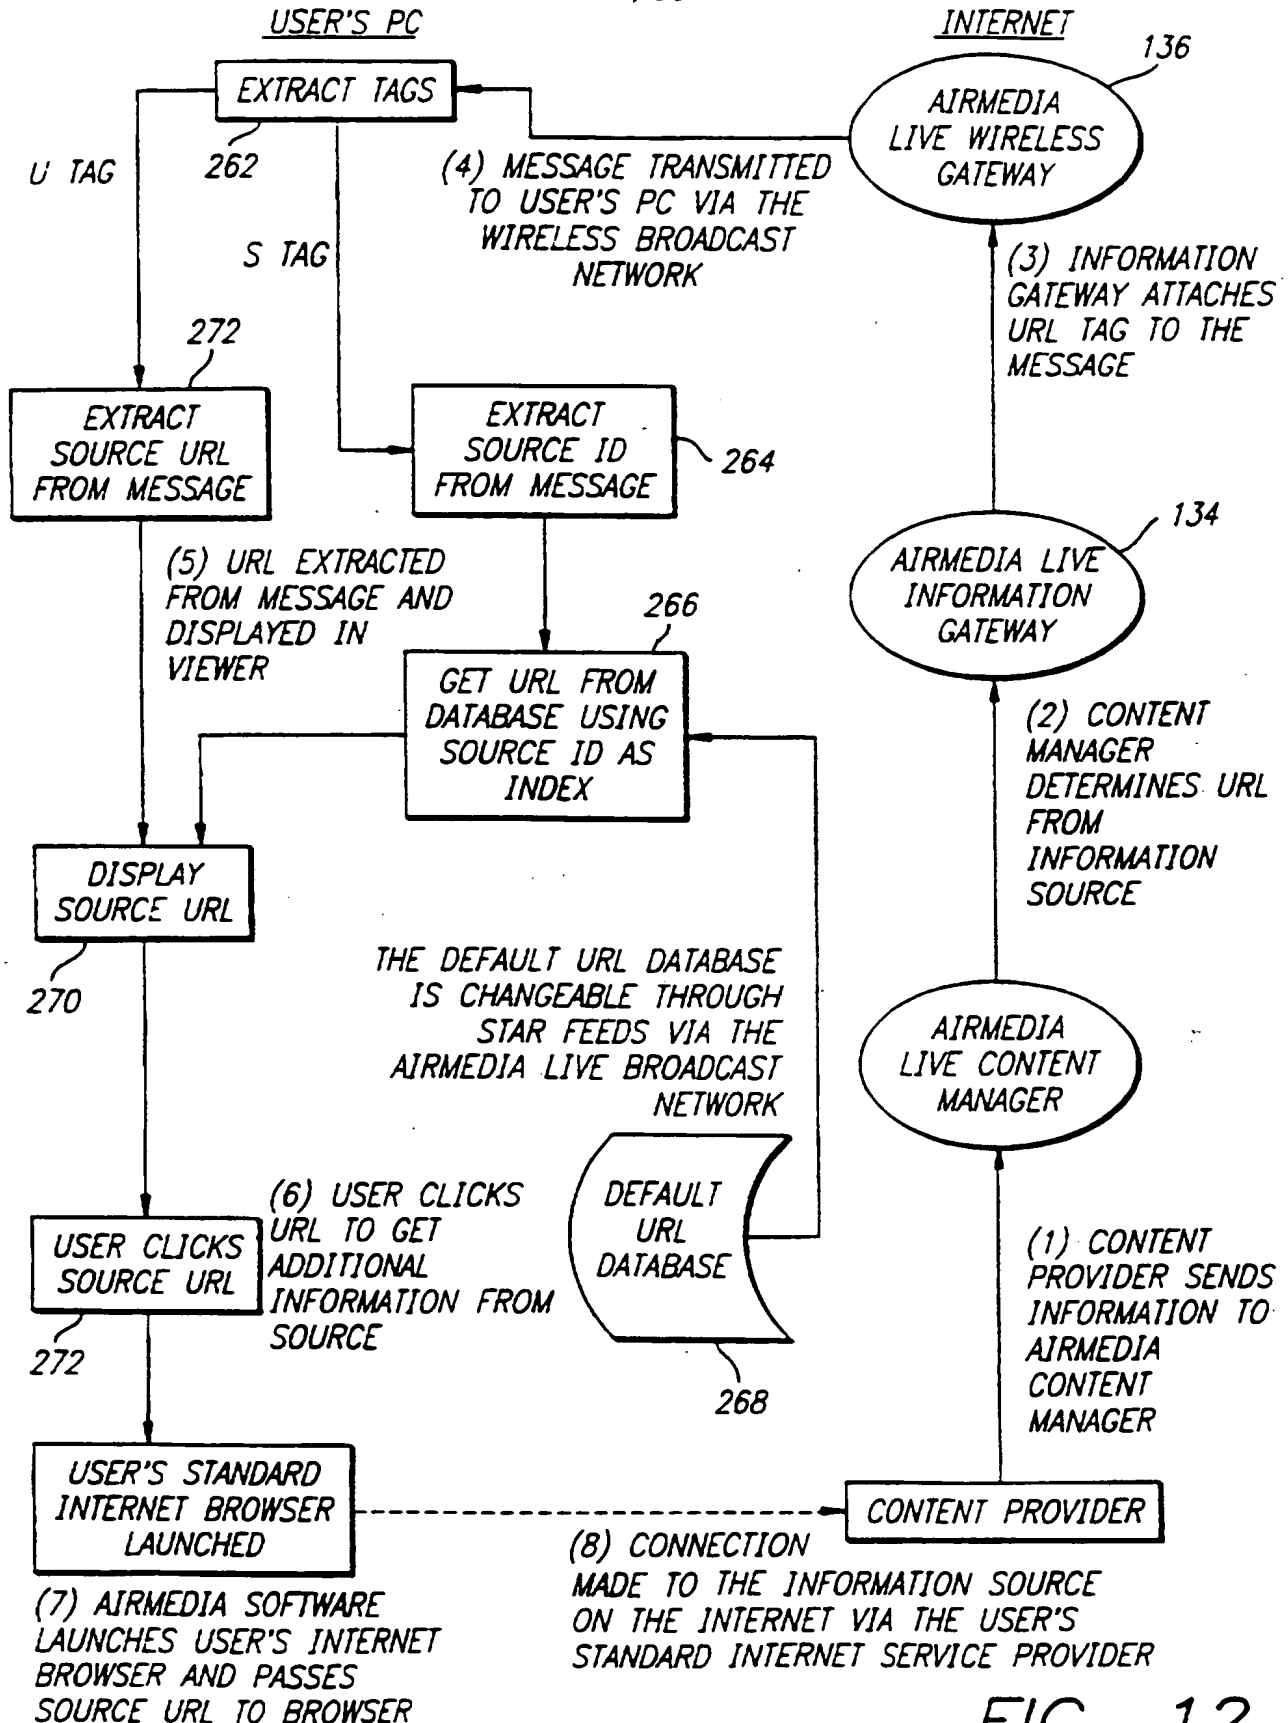 USER'S PC
INTERNET
136
EXTRACT TAGS
AIRMEDIA
LIVE WIRELESS
GATEWAY
262
U TAG
S TAG
(4) MESSAGE TRANSMITTED
TO USER'S PC VIA THE
WIRELESS BROADCAST
NETWORK
(3) INFORMATION
GATEWAY ATTACHES
URL TAG TO THE
MESSAGE
272
EXTRACT
SOURCE URL
FROM MESSAGE
EXTRACT
SOURCE ID
FROM MESSAGE
264
134
AIRMEDIA LIVE
INFORMATION
GATEWAY
(5) URL EXTRACTED
FROM MESSAGE AND
DISPLAYED IN
VIEWER
266
GET URL FROM
DATABASE USING
SOURCE ID AS
INDEX
(2) CONTENT
MANAGER
DETERMINES URL
FROM
INFORMATION
SOURCE
DISPLAY
SOURCE URL
270
THE DEFAULT URL DATABASE
IS CHANGEABLE THROUGH
STAR FEEDS VIA THE
AIRMEDIA LIVE BROADCAST
NETWORK
AIRMEDIA
LIVE CONTENT
MANAGER
DEFAULT
URL
DATABASE
268
(6) USER CLICKS
URL TO GET
ADDITIONAL
INFORMATION FROM
SOURCE
USER CLICKS
SOURCE URL
272
(1) CONTENT
PROVIDER SENDS
INFORMATION TO
AIRMEDIA
CONTENT
MANAGER
USER'S STANDARD
INTERNET BROWSER
LAUNCHED
CONTENT PROVIDER
(8) CONNECTION
MADE TO THE INFORMATION SOURCE
ON THE INTERNET VIA THE USER'S
STANDARD INTERNET SERVICE PROVIDER
(7) AIRMEDIA SOFTWARE
LAUNCHES USER'S INTERNET
BROWSER AND PASSES
SOURCE URL TO BROWSER
FIG. 12